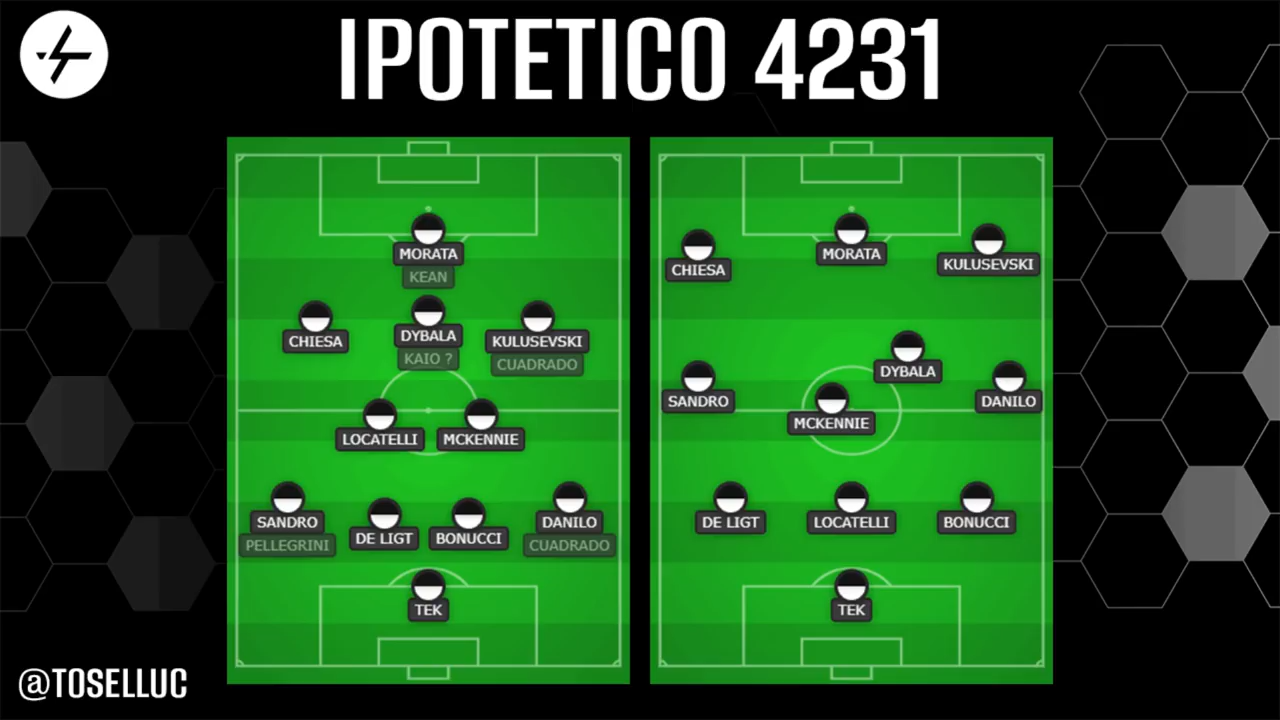 IPOTETICO 4231
MORATA
KEAN
CHIESA
DYBALA
KAIO ?
KULUSEVSKI
CUADRADO
LOCATELLI
MCKENNIE
SANDRO
PELLEGRINI
DE LIGT
BONUCCI
DANILO
CUADRADO
TEK
CHIESA
MORATA
KULUSEVSKI
DYBALA
SANDRO
MCKENNIE
DANILO
DE LIGT
LOCATELLI
BONUCCI
TEK
@TOSELLUC